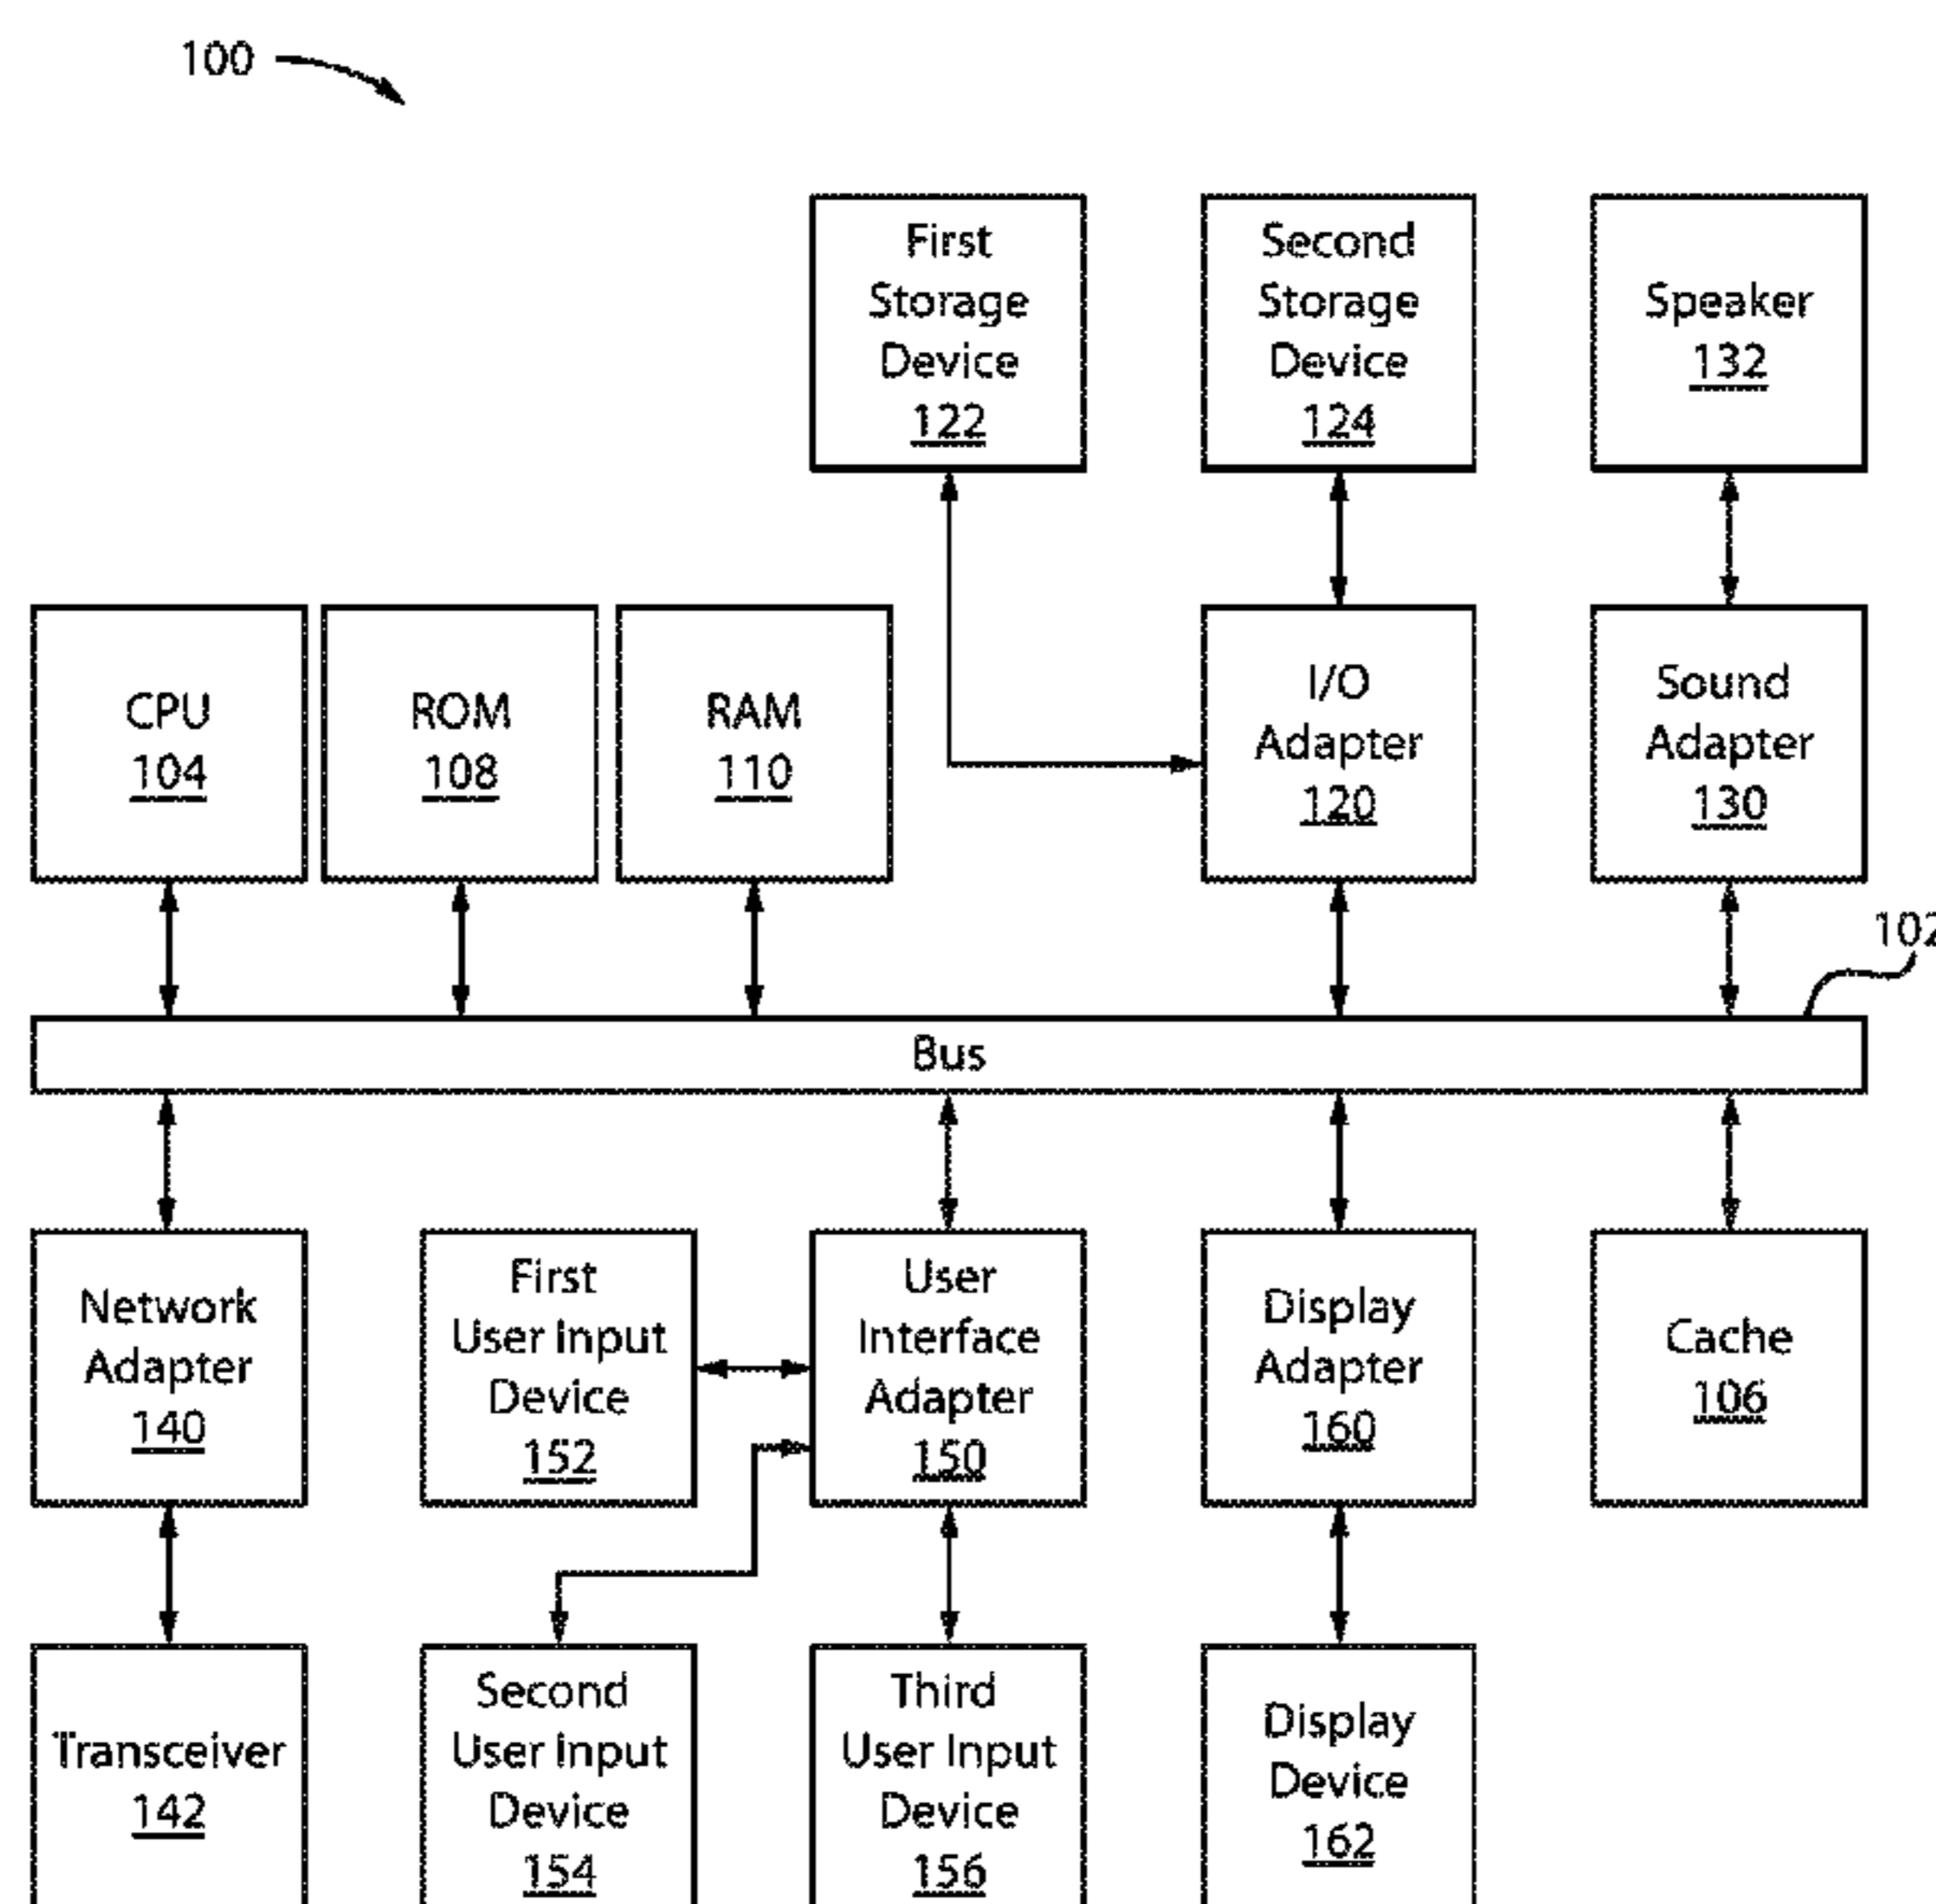 100
First
Storage
Device
122
Second
Storage
Device
124
Speaker
132
CPU
104
ROM
108
RAM
110
I/O
Adapter
120
Sound
Adapter
130
102
Bus
Network
Adapter
140
First
User Input
Device
152
User
Interface
Adapter
150
Display
Adapter
160
Cache
106
Transceiver
142
Second
User Input
Device
154
Third
User Input
Device
156
Display
Device
162